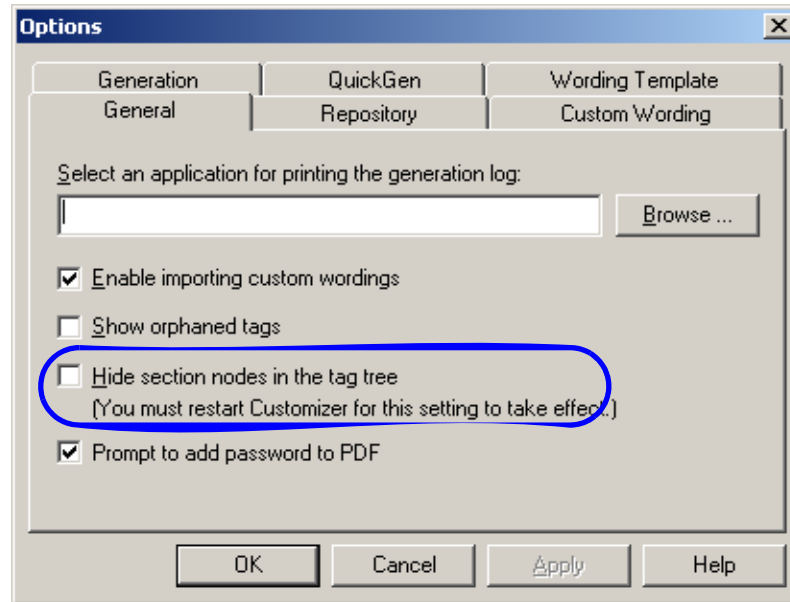 Options
Generation QuickGen Wording Template
General Repository Custom Wording
Select an application for printing the generation log:
Browse ...
Enable importing custom wordings
Show orphaned tags
Hide section nodes in the tag tree
(You must restart Customizer for this setting to take effect.)
Prompt to add password to PDF
OK Cancel Apply Help